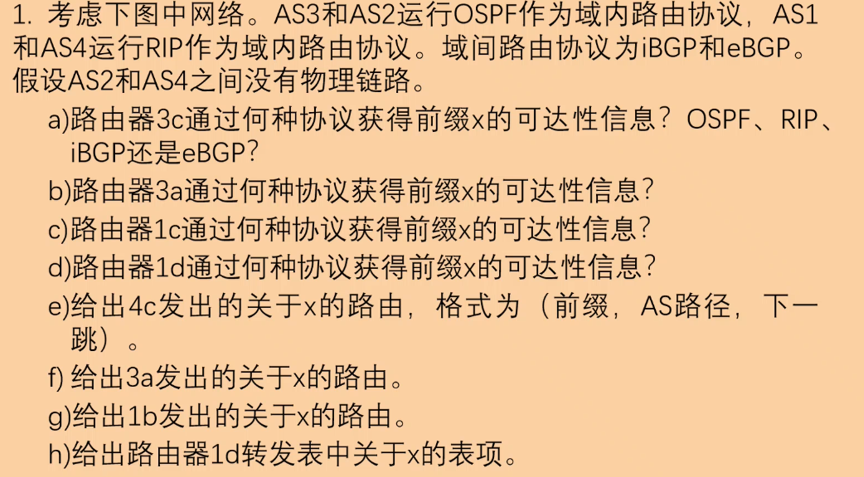 1. 考虑下图中网络。AS3和AS2运行OSPF作为域内路由协议，AS1
和AS4运行RIP作为域内路由协议。域间路由协议为iBGP和eBGP。
假设AS2和AS4之间没有物理链路。
a)路由器3c通过何种协议获得前缀x的可达性信息？OSPF、RIP、
iBGP还是eBGP？
b)路由器3a通过何种协议获得前缀x的可达性信息？
c)路由器1c通过何种协议获得前缀x的可达性信息？
d)路由器1d通过何种协议获得前缀x的可达性信息？
e)给出4c发出的关于x的路由，格式为（前缀，AS路径，下一
跳）。
f) 给出3a发出的关于x的路由。
g)给出1b发出的关于x的路由。
h)给出路由器1d转发表中关于x的表项。